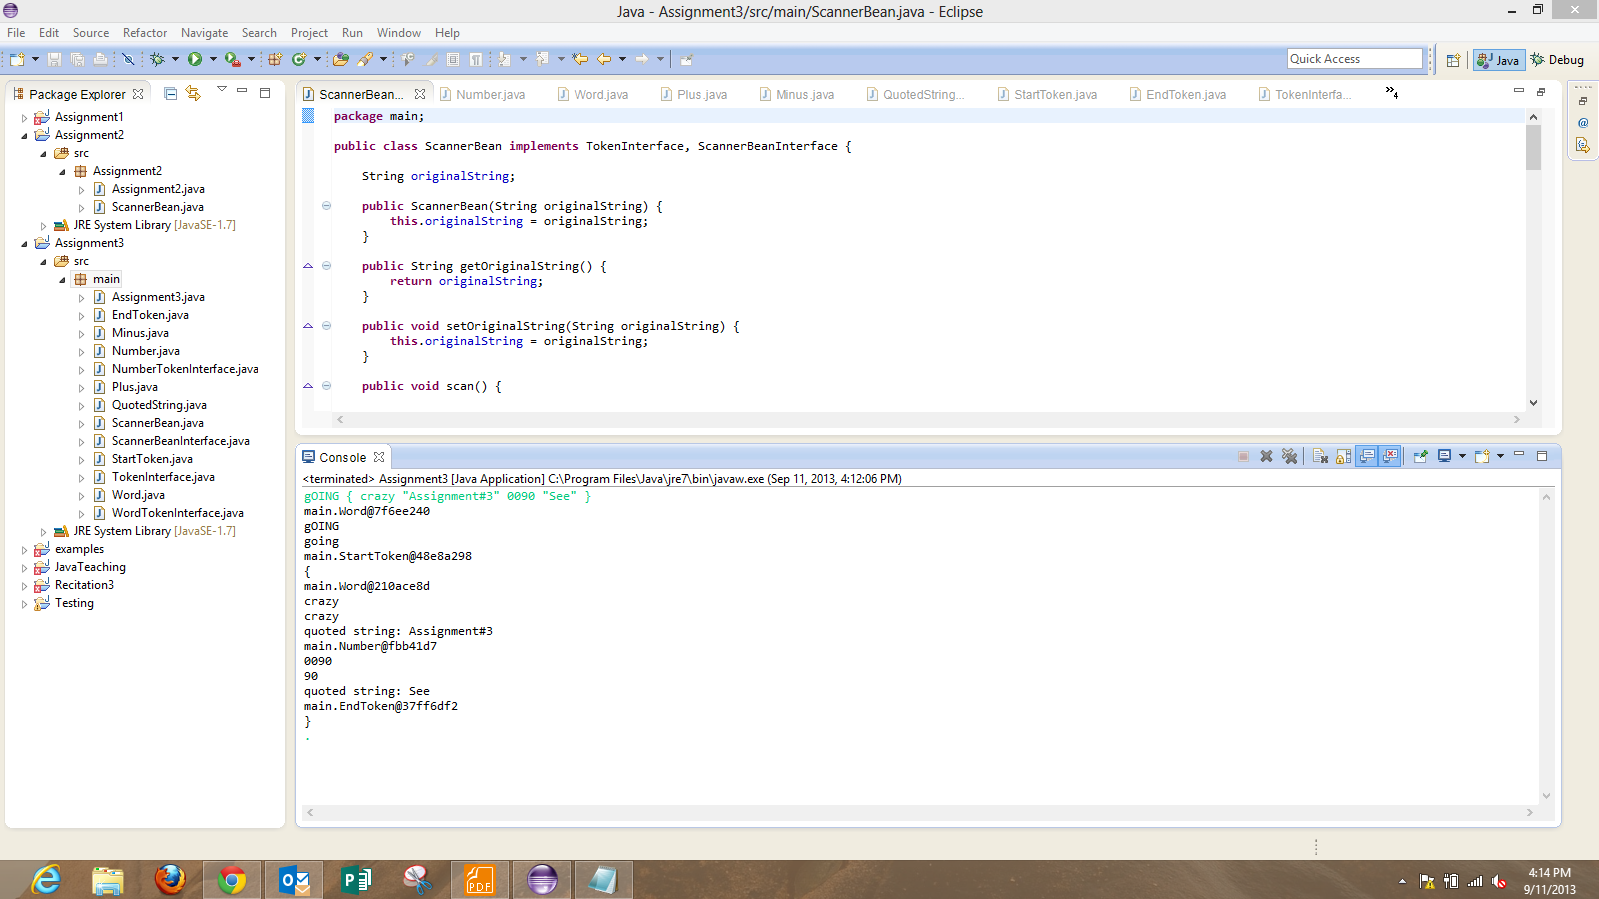 Java - Assignment3/src/main/ScannerBean.java - Eclipse
File Edit Source Refactor Navigate Search Project Run Window Help
Quick Access
Java
Debug
Package Explorer
Assignment1
Assignment2
src
Assignment2
Assignment2.java
ScannerBean.java
JRE System Library [JavaSE-1.7]
Assignment3
src
main
Assignment3.java
EndToken.java
Minus.java
Number.java
NumberTokenInterface.java
Plus.java
QuotedString.java
ScannerBean.java
ScannerBeanInterface.java
StartToken.java
TokenInterface.java
Word.java
WordTokenInterface.java
JRE System Library [JavaSE-1.7]
examples
JavaTeaching
Recitation3
Testing
ScannerBean... Number.java Word.java Plus.java Minus.java QuotedString... StartToken.java EndToken.java TokenInterfa... »4
package main;
public class ScannerBean implements TokenInterface, ScannerBeanInterface {
String originalString;
public ScannerBean(String originalString) {
this.originalString = originalString;
}
public String getOriginalString() {
return originalString;
}
public void setOriginalString(String originalString) {
this.originalString = originalString;
}
public void scan() {
Console
<terminated> Assignment3 [Java Application] C:\Program Files\Java\jre7\bin\javaw.exe (Sep 11, 2013, 4:12:06 PM)
gOING { crazy "Assignment#3" 0090 "See" }
main.Word@7f6ee240
gOING
going
main.StartToken@48e8a298
{
main.Word@210ace8d
crazy
crazy
quoted string: Assignment#3
main.Number@fbb41d7
0090
90
quoted string: See
main.EndToken@37ff6df2
}
.
PDF
4:14 PM
9/11/2013